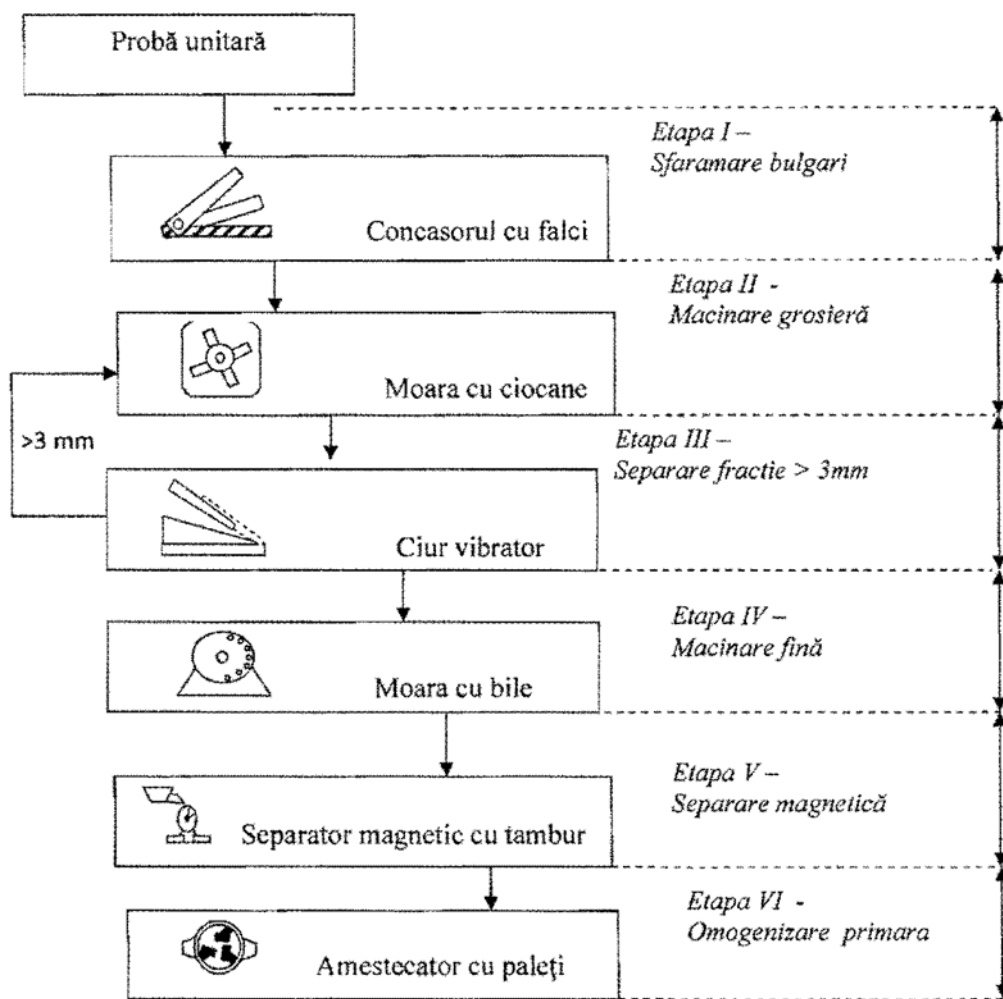 Probă unitară
Etapa I –
Sfaramare bulgari
Concasorul cu falci
Etapa II -
Macinare grosieră
Moara cu ciocane
>3 mm
Etapa III –
Separare fractie > 3mm
Ciur vibrator
Etapa IV –
Macinare fină
Moara cu bile
Etapa V –
Separare magnetică
Separator magnetic cu tambur
Etapa VI -
Omogenizare primara
Amestecator cu paleţi